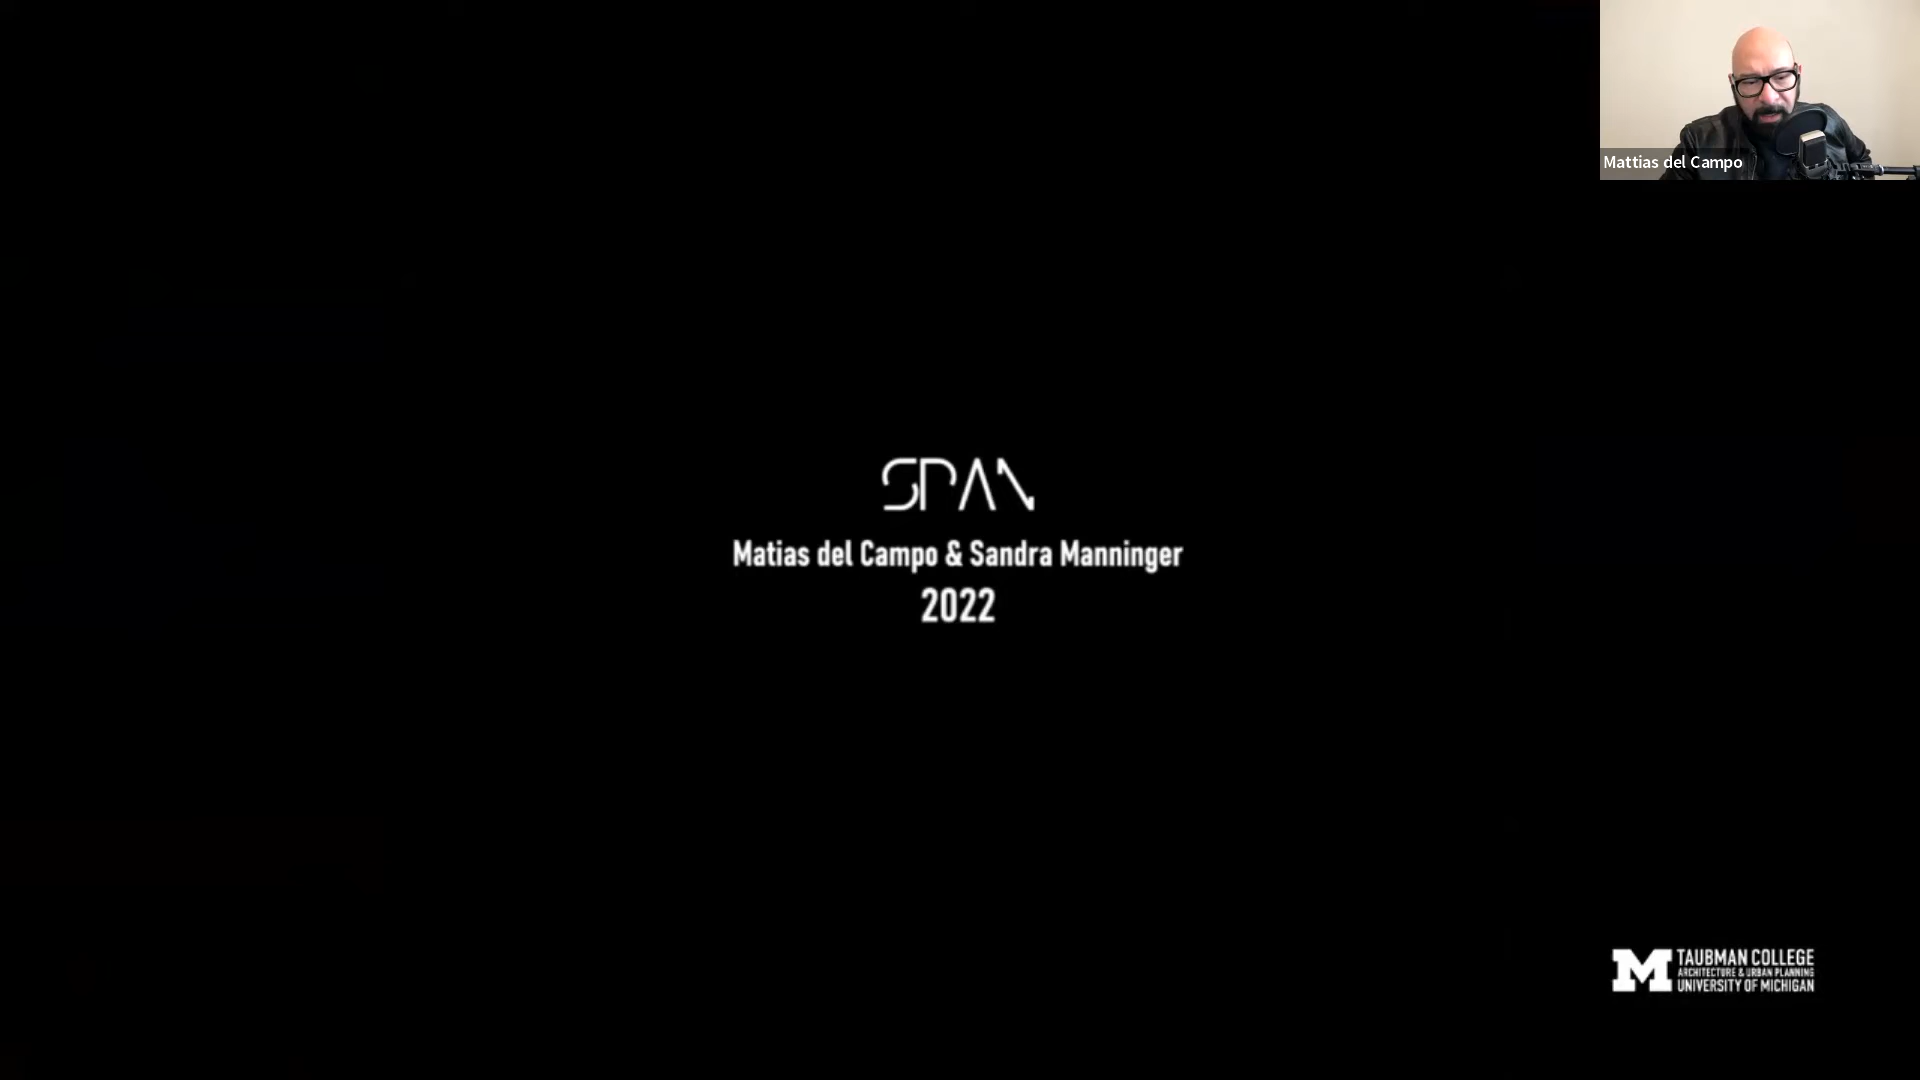 Mattias del Campo
SPAN
Matias del Campo & Sandra Manninger
2022
M TAUBMAN COLLEGE
ARCHITECTURE & URBAN PLANNING
UNIVERSITY OF MICHIGAN